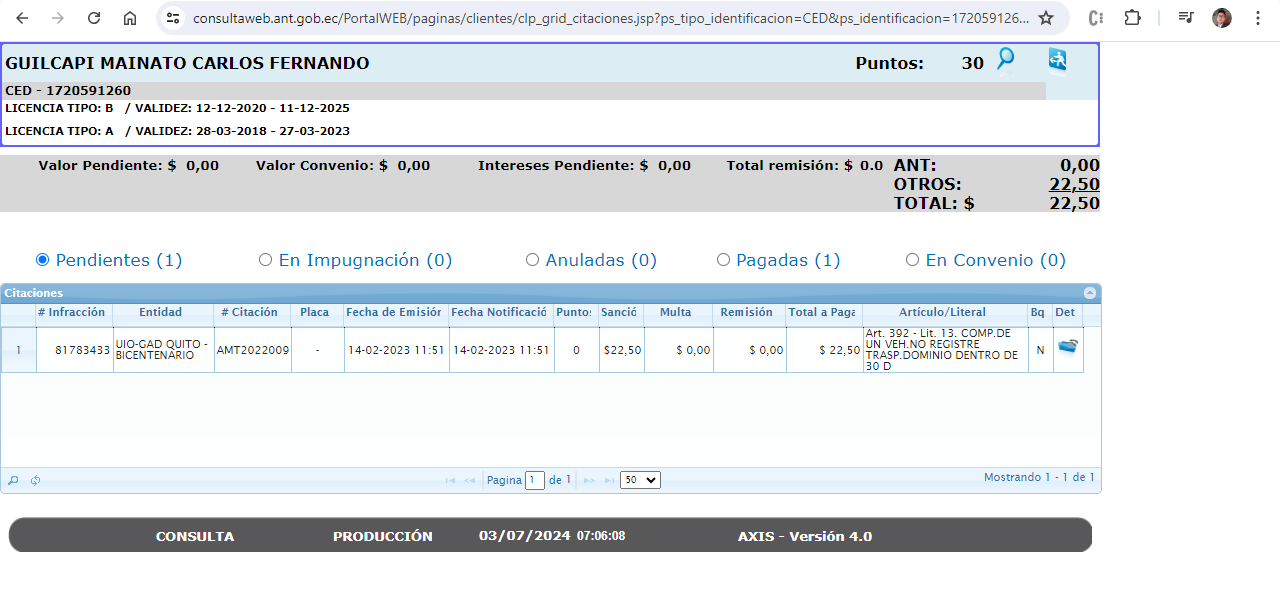 consultaweb.ant.gob.ec/PortalWEB/paginas/clientes/clp_grid_citaciones.jsp?ps_tipo_identificacion=CED&ps_identificacion=172059126...
GUILCAPI MAINATO CARLOS FERNANDO Puntos: 30
CED - 1720591260
LICENCIA TIPO: B / VALIDEZ: 12-12-2020 - 11-12-2025
LICENCIA TIPO: A / VALIDEZ: 28-03-2018 - 27-03-2023
Valor Pendiente: $ 0,00 Valor Convenio: $ 0,00 Intereses Pendiente: $ 0,00 Total remisión: $ 0.0 ANT: 0,00
OTROS: 22,50
TOTAL: $ 22,50
Pendientes (1) En Impugnación (0) Anuladas (0) Pagadas (1) En Convenio (0)
Citaciones
# Infracción Entidad # Citación Placa Fecha de Emisiór Fecha Notificació Punto: Sanció Multa Remisión Total a Paga Artículo/Literal Bq Det
1 81783433 UIO-GAD QUITO - BICENTENARIO AMT2022009 - 14-02-2023 11:51 14-02-2023 11:51 0 $22,50 $ 0,00 $ 0,00 $ 22,50 Art. 392 - Lit. 13. COMP.DE UN VEH.NO REGISTRE TRASP.DOMINIO DENTRO DE 30 D N
Pagina 1 de 1 50 Mostrando 1 - 1 de 1
CONSULTA PRODUCCIÓN 03/07/2024 07:06:08 AXIS - Versión 4.0